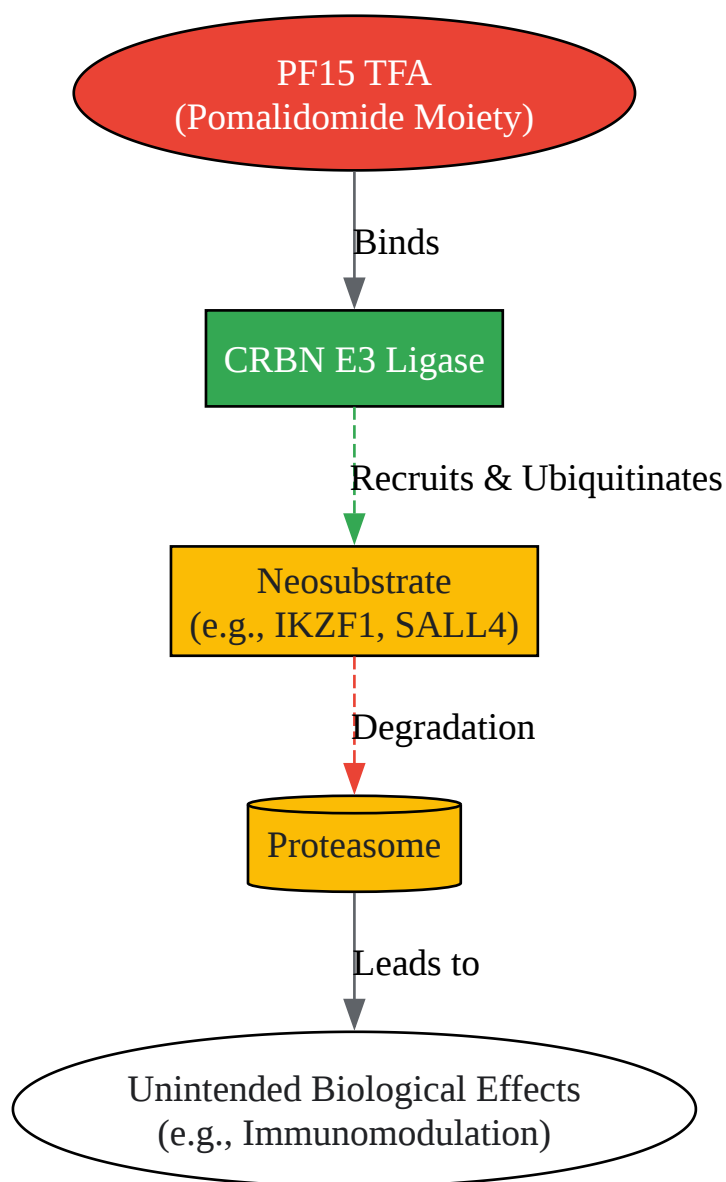 PF15 TFA
(Pomalidomide Moiety)
Binds
CRBN E3 Ligase
Recruits & Ubiquitinates
Neosubstrate
(e.g., IKZF1, SALL4)
Degradation
Proteasome
Leads to
Unintended Biological Effects
(e.g., Immunomodulation)